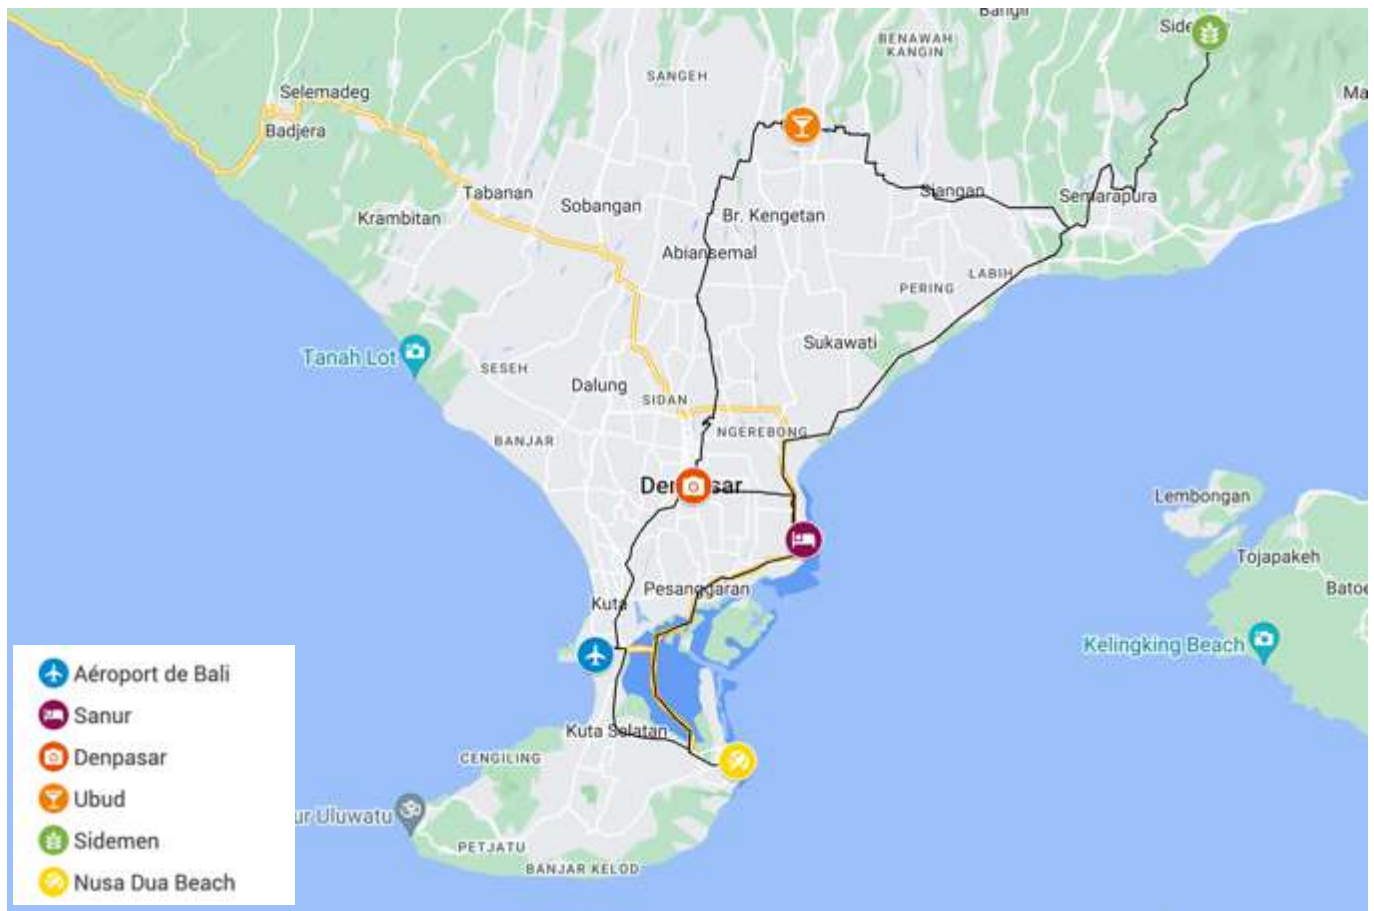 Bangli
Side
BENAWAH
KANGIN
SANGEH
Selemadeg
Ma
Badjera
Tabanan
Siangan
Semarapura
Sobangan
Krambitan
Br. Kengetan
Abiansemal
LABIH
PERING
Sukawati
Tanah Lot
SESEH
Dalung
SIDAN
NGEREBONG
BANJAR
Lembongan
Tojapakeh
Pesanggaran
Batoe
Kuta
Kelingking Beach
Aéroport de Bali
Sanur
Kuta Selatan
Denpasar
CENGILING
Ubud
ur Uluwatu
Sidemen
PETJATU
BANJAR KELOD
Nusa Dua Beach